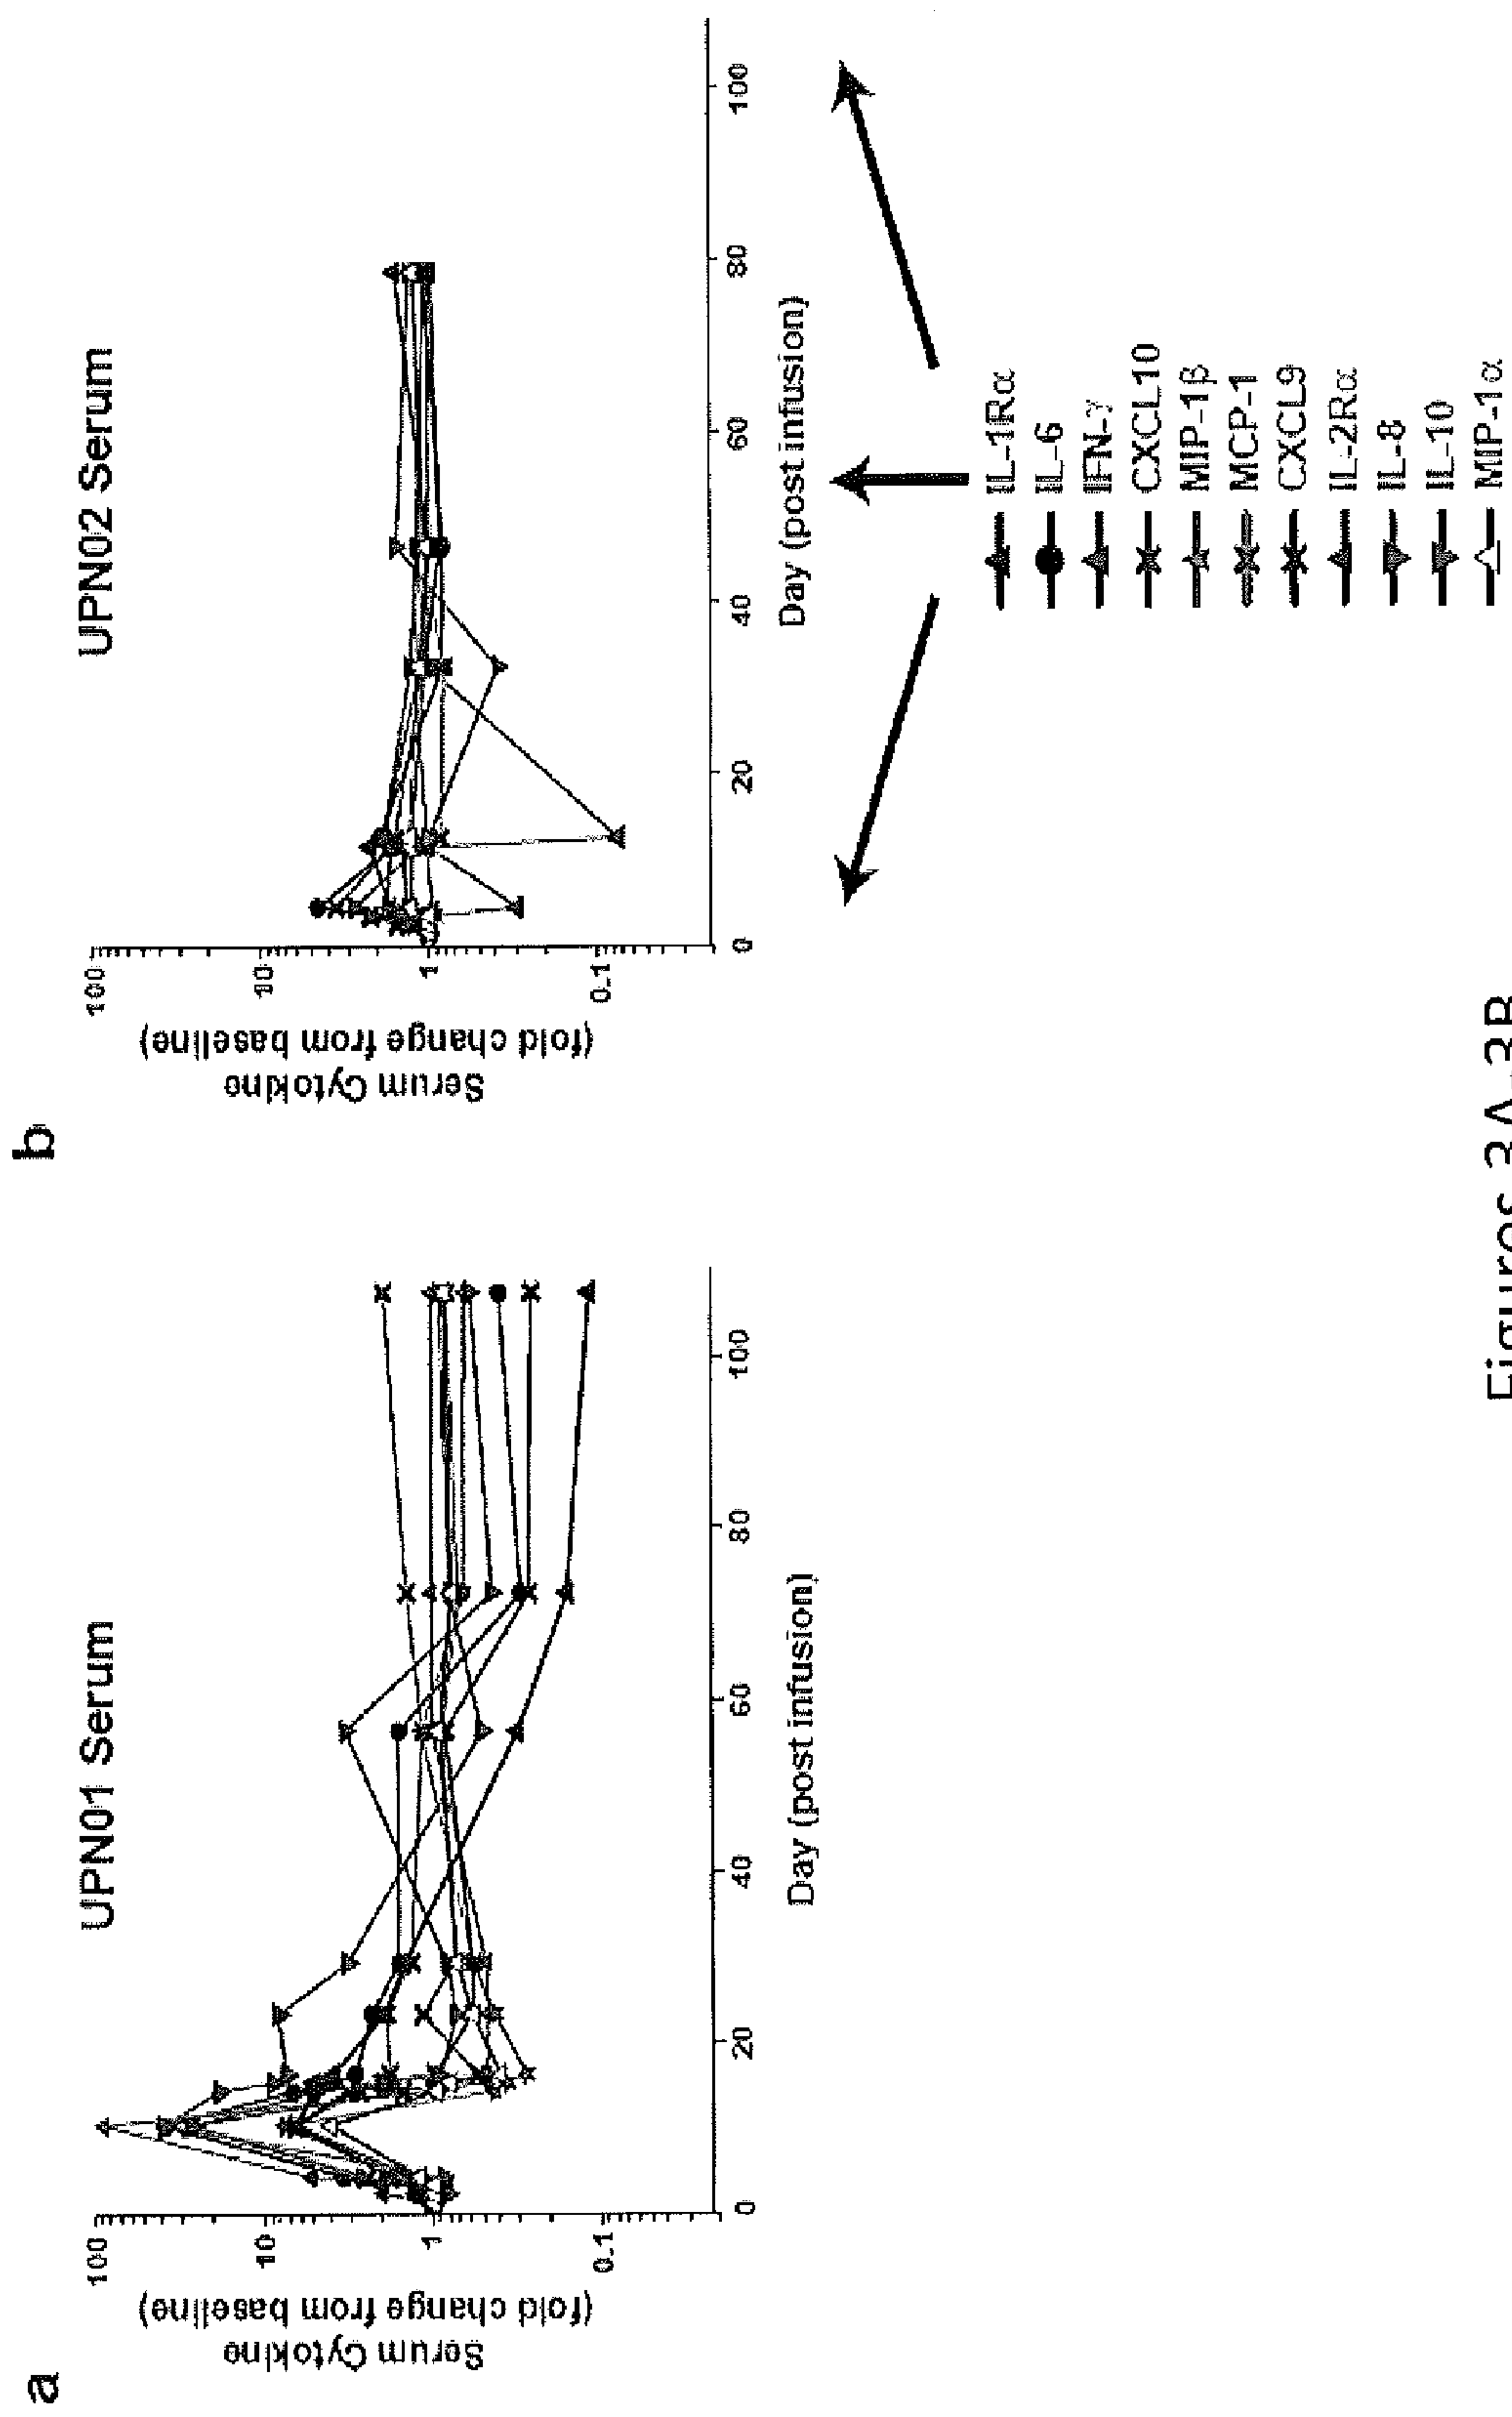 a
UPN01 Serum
Serum Cytokine
(fold change from baseline)
100
10
1
0.1
0
20
40
60
80
100
Day (post infusion)
b
UPN02 Serum
Serum Cytokine
(fold change from baseline)
100
10
1
0.1
0
20
40
60
80
100
Day (post infusion)
IL-1Rα
IL-6
IFN-γ
CXCL10
MIP-1β
MCP-1
CXCL9
IL-2Rα
IL-8
IL-10
MIP-1α
Figures 3A-3B